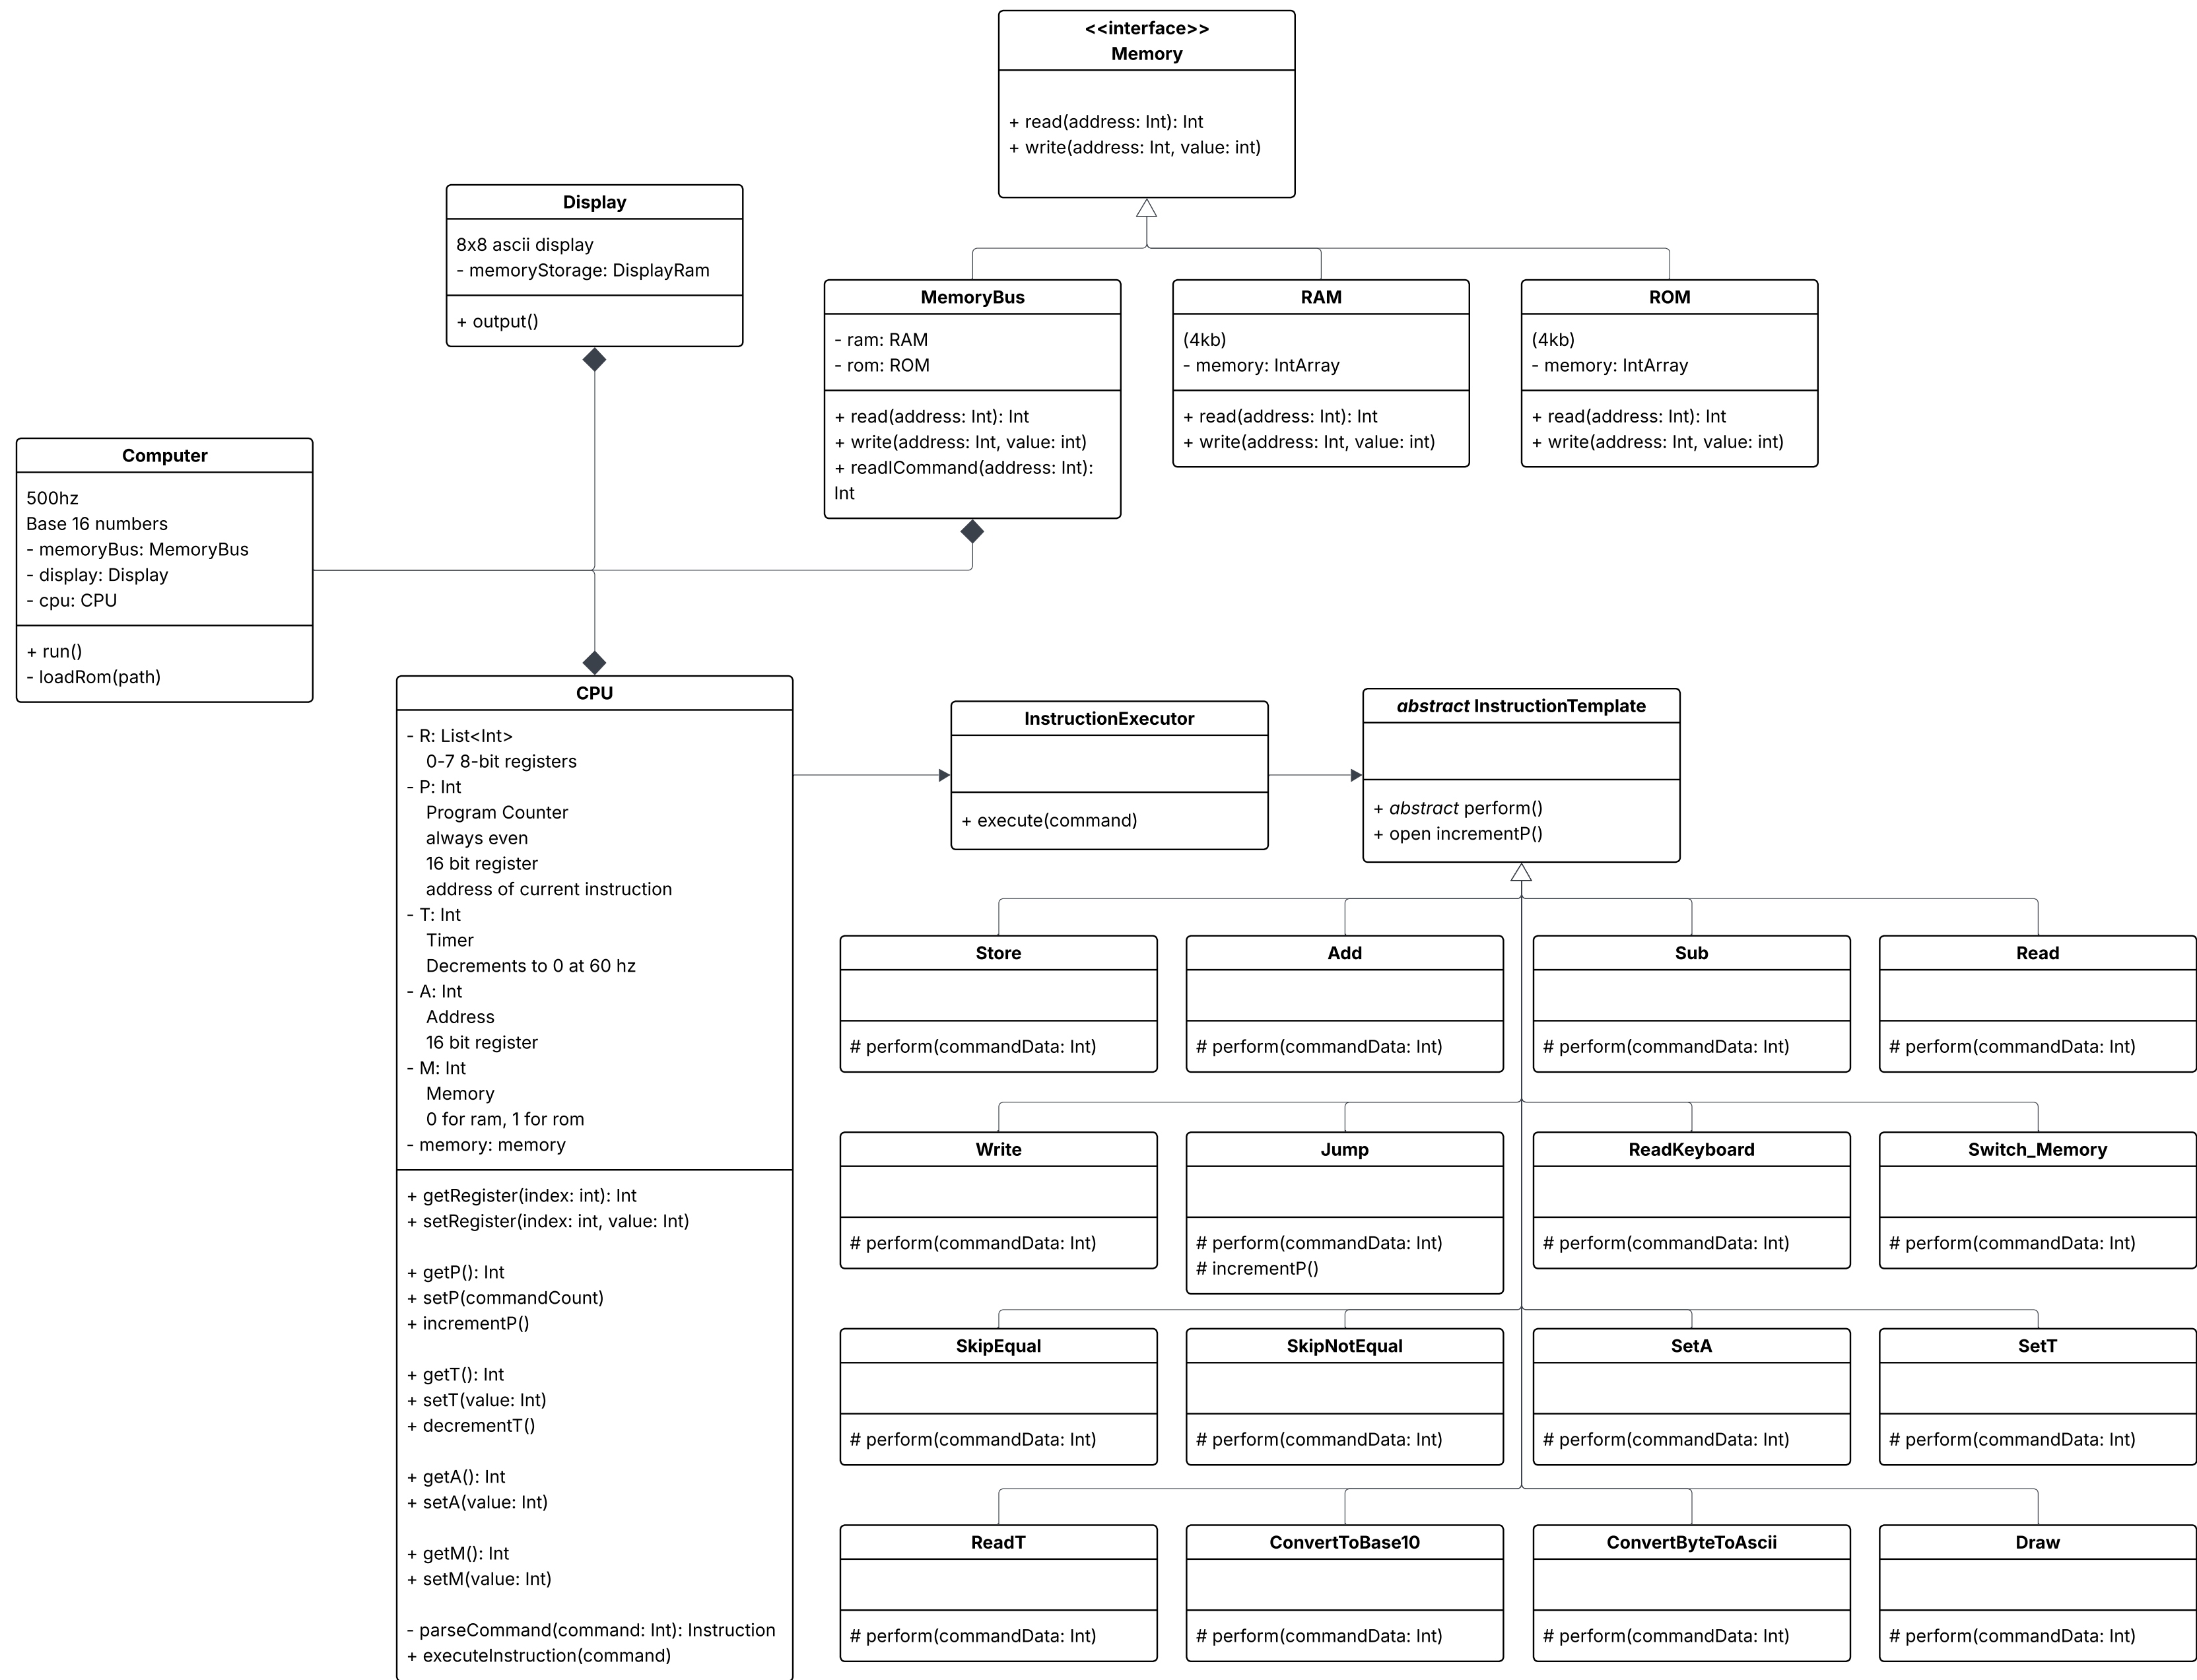 <<interface>>
Memory
+ read(address: Int): Int
+ write(address: Int, value: int)
Display
8x8 ascii display
- memoryStorage: DisplayRam
+ output()
MemoryBus
- ram: RAM
- rom: ROM
+ read(address: Int): Int
+ write(address: Int, value: int)
+ readICommand(address: Int):
Int
RAM
(4kb)
- memory: IntArray
+ read(address: Int): Int
+ write(address: Int, value: int)
ROM
(4kb)
- memory: IntArray
+ read(address: Int): Int
+ write(address: Int, value: int)
Computer
500hz
Base 16 numbers
- memoryBus: MemoryBus
- display: Display
- cpu: CPU
+ run()
- loadRom(path)
CPU
- R: List<Int>
0-7 8-bit registers
- P: Int
Program Counter
always even
16 bit register
address of current instruction
- T: Int
Timer
Decrements to 0 at 60 hz
- A: Int
Address
16 bit register
- M: Int
Memory
0 for ram, 1 for rom
- memory: memory
+ getRegister(index: int): Int
+ setRegister(index: int, value: Int)
+ getP(): Int
+ setP(commandCount)
+ incrementP()
+ getT(): Int
+ setT(value: Int)
+ decrementT()
+ getA(): Int
+ setA(value: Int)
+ getM(): Int
+ setM(value: Int)
- parseCommand(command: Int): Instruction
+ executeInstruction(command)
InstructionExecutor
+ execute(command)
abstract InstructionTemplate
+ abstract perform()
+ open incrementP()
Store
# perform(commandData: Int)
Add
# perform(commandData: Int)
Sub
# perform(commandData: Int)
Read
# perform(commandData: Int)
Write
# perform(commandData: Int)
Jump
# perform(commandData: Int)
# incrementP()
ReadKeyboard
# perform(commandData: Int)
Switch_Memory
# perform(commandData: Int)
SkipEqual
# perform(commandData: Int)
SkipNotEqual
# perform(commandData: Int)
SetA
# perform(commandData: Int)
SetT
# perform(commandData: Int)
ReadT
# perform(commandData: Int)
ConvertToBase10
# perform(commandData: Int)
ConvertByteToAscii
# perform(commandData: Int)
Draw
# perform(commandData: Int)